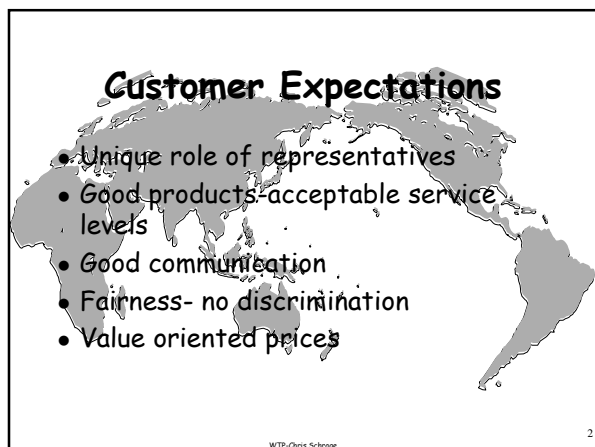 Customer Expectations
• Unique role of representatives
• Good products-acceptable service
levels
• Good communication
• Fairness- no discrimination
• Value oriented prices
WTP-Chris Schrage
2